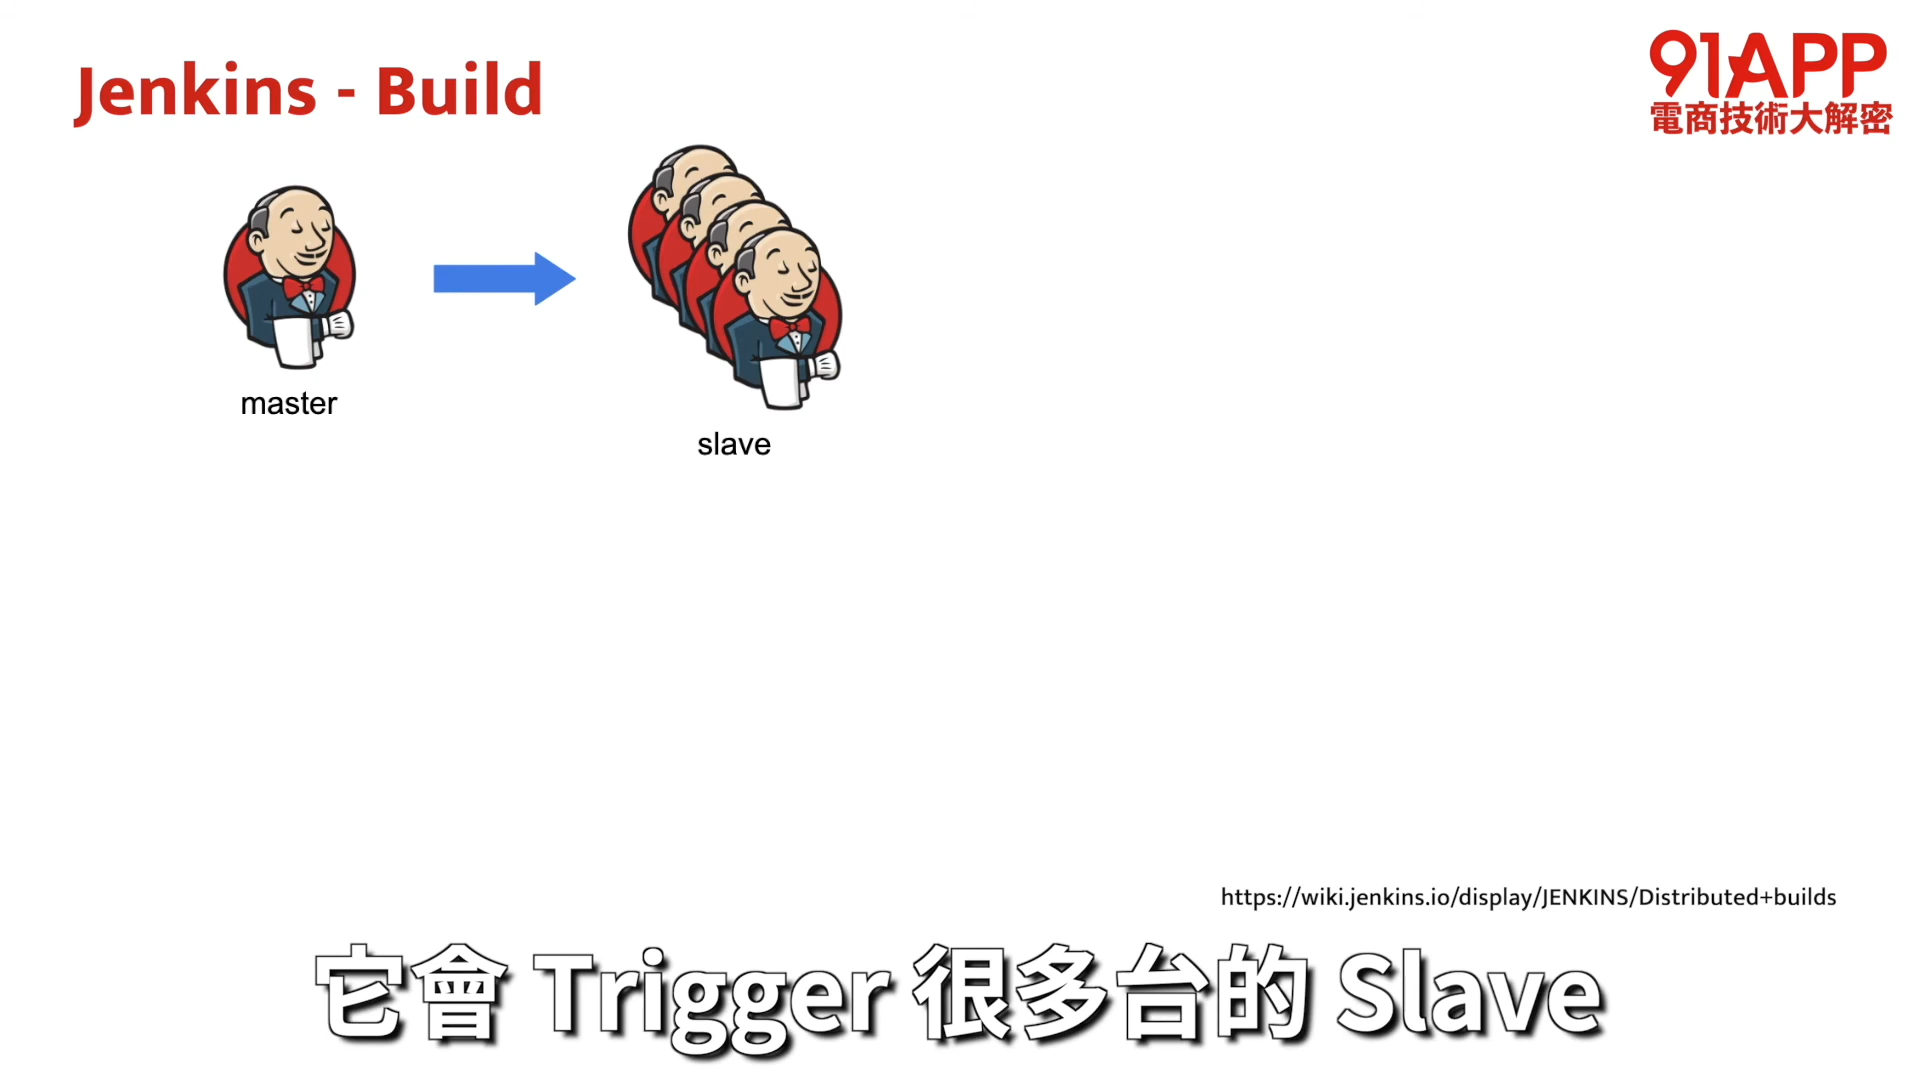 Jenkins - Build
91APP
電商技術大解密
master
slave
https://wiki.jenkins.io/display/JENKINS/Distributed+builds
它會 Trigger 很多台的 Slave